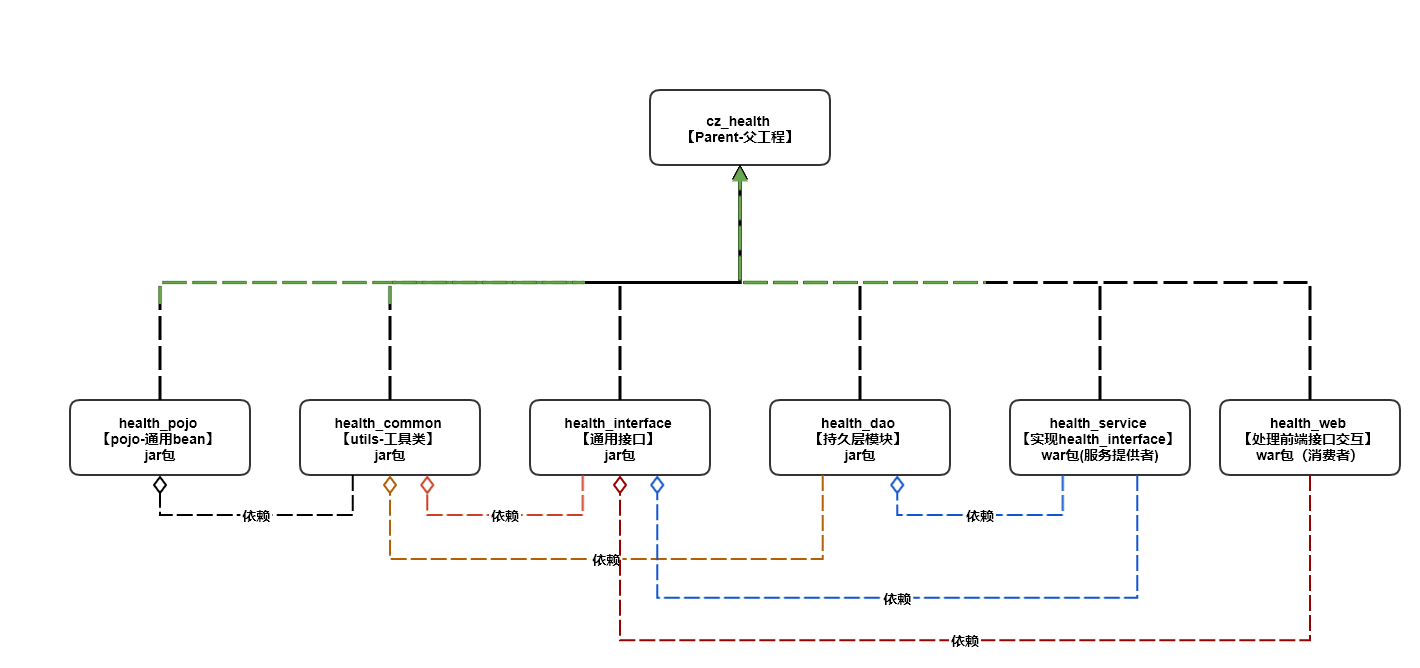 cz_health
【Parent-父工程】
health_pojo
【pojo-通用bean】
jar包
health_common
【utils-工具类】
jar包
health_interface
【通用接口】
jar包
health_dao
【持久层模块】
jar包
health_service
【实现health_interface】
war包(服务提供者)
health_web
【处理前端接口交互】
war包（消费者）
依赖
依赖
依赖
依赖
依赖
依赖